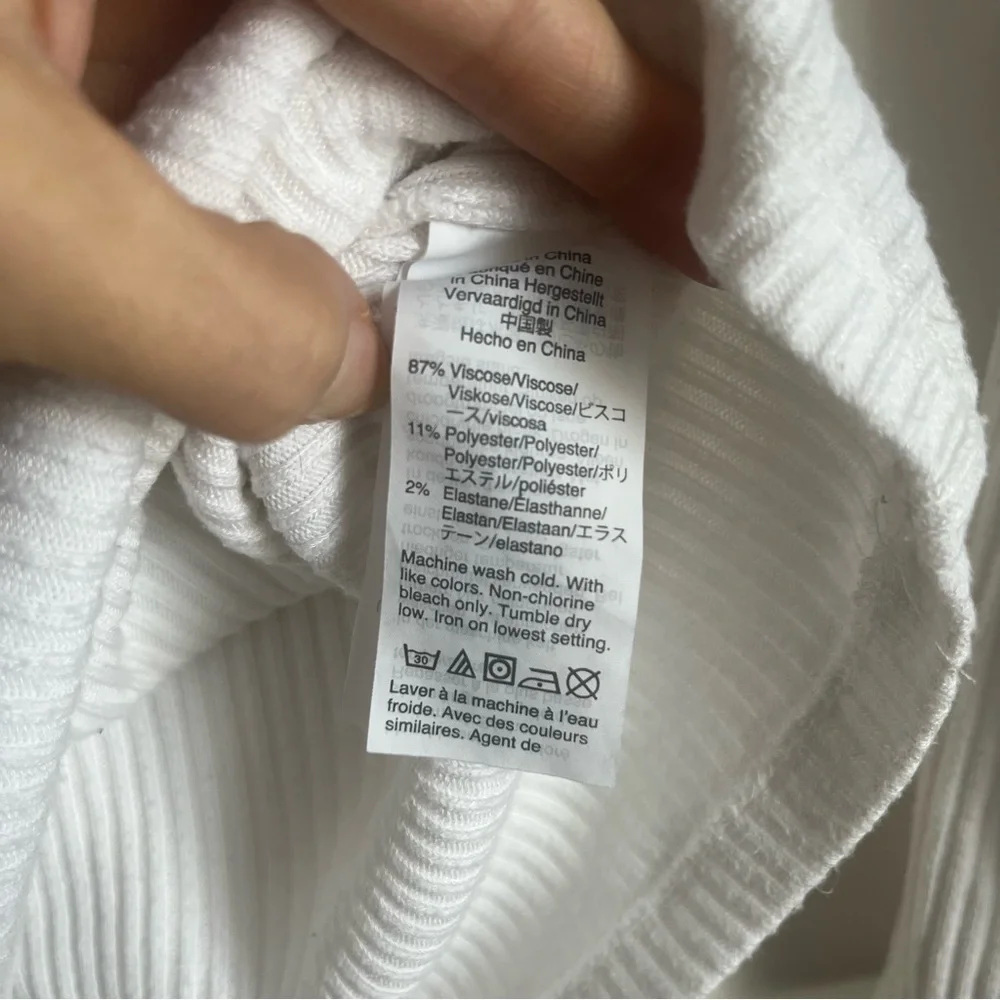 in China
en Chine
in China Hergestellt
Vervaardigd in China
中国製
Hecho en China
87% Viscose/Viscose/
Viskose/Viscose/ビスコ
ース/viscosa
11% Polyester/Polyester/
Polyester/Polyester/ポリ
エステル/poliéster
2% Elastane/Élasthanne/
Elastan/Elastaan/エラス
テーン/elastano
Machine wash cold. With
like colors. Non-chlorine
bleach only. Tumble dry
low. Iron on lowest setting.
30
Laver à la machine à l'eau
froide. Avec des couleurs
similaires. Agent de